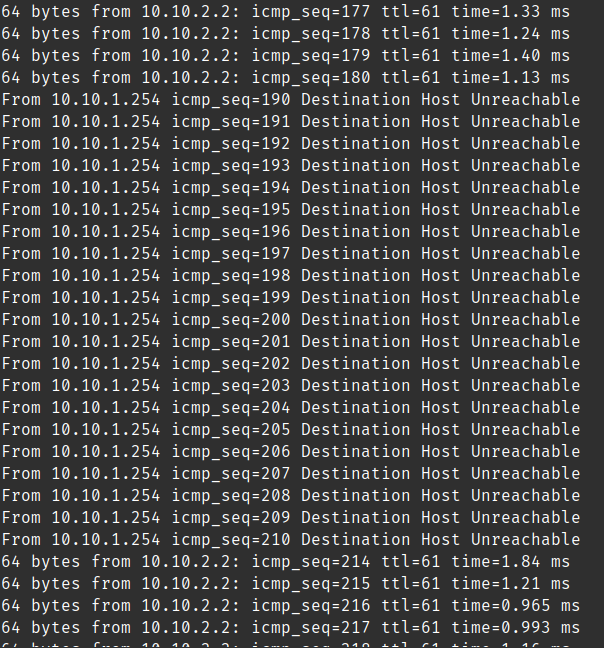 64 bytes from 10.10.2.2: icmp_seq=177 ttl=61 time=1.33 ms
64 bytes from 10.10.2.2: icmp_seq=178 ttl=61 time=1.24 ms
64 bytes from 10.10.2.2: icmp_seq=179 ttl=61 time=1.40 ms
64 bytes from 10.10.2.2: icmp_seq=180 ttl=61 time=1.13 ms
From 10.10.1.254 icmp_seq=190 Destination Host Unreachable
From 10.10.1.254 icmp_seq=191 Destination Host Unreachable
From 10.10.1.254 icmp_seq=192 Destination Host Unreachable
From 10.10.1.254 icmp_seq=193 Destination Host Unreachable
From 10.10.1.254 icmp_seq=194 Destination Host Unreachable
From 10.10.1.254 icmp_seq=195 Destination Host Unreachable
From 10.10.1.254 icmp_seq=196 Destination Host Unreachable
From 10.10.1.254 icmp_seq=197 Destination Host Unreachable
From 10.10.1.254 icmp_seq=198 Destination Host Unreachable
From 10.10.1.254 icmp_seq=199 Destination Host Unreachable
From 10.10.1.254 icmp_seq=200 Destination Host Unreachable
From 10.10.1.254 icmp_seq=201 Destination Host Unreachable
From 10.10.1.254 icmp_seq=202 Destination Host Unreachable
From 10.10.1.254 icmp_seq=203 Destination Host Unreachable
From 10.10.1.254 icmp_seq=204 Destination Host Unreachable
From 10.10.1.254 icmp_seq=205 Destination Host Unreachable
From 10.10.1.254 icmp_seq=206 Destination Host Unreachable
From 10.10.1.254 icmp_seq=207 Destination Host Unreachable
From 10.10.1.254 icmp_seq=208 Destination Host Unreachable
From 10.10.1.254 icmp_seq=209 Destination Host Unreachable
From 10.10.1.254 icmp_seq=210 Destination Host Unreachable
64 bytes from 10.10.2.2: icmp_seq=214 ttl=61 time=1.84 ms
64 bytes from 10.10.2.2: icmp_seq=215 ttl=61 time=1.21 ms
64 bytes from 10.10.2.2: icmp_seq=216 ttl=61 time=0.965 ms
64 bytes from 10.10.2.2: icmp_seq=217 ttl=61 time=0.993 ms